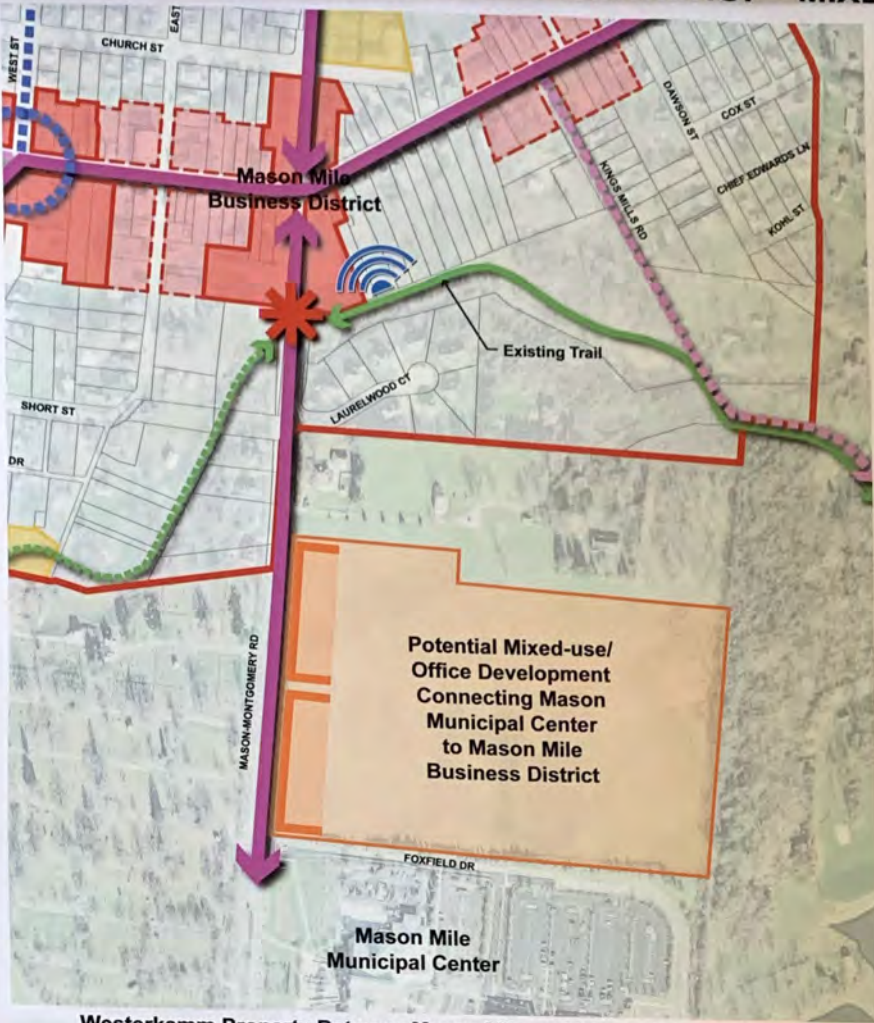 CHURCH ST
EAST
WEST ST
DAWSON ST
COX ST
CHIEF EDWARDS LN
KOHL ST
KINGS MILLS RD
Mason Mile
Business District
Existing Trail
LAURELWOOD CT
SHORT ST
DR
MASON-MONTGOMERY RD
Potential Mixed-use/
Office Development
Connecting Mason
Municipal Center
to Mason Mile
Business District
FOXFIELD DR
Mason Mile
Municipal Center